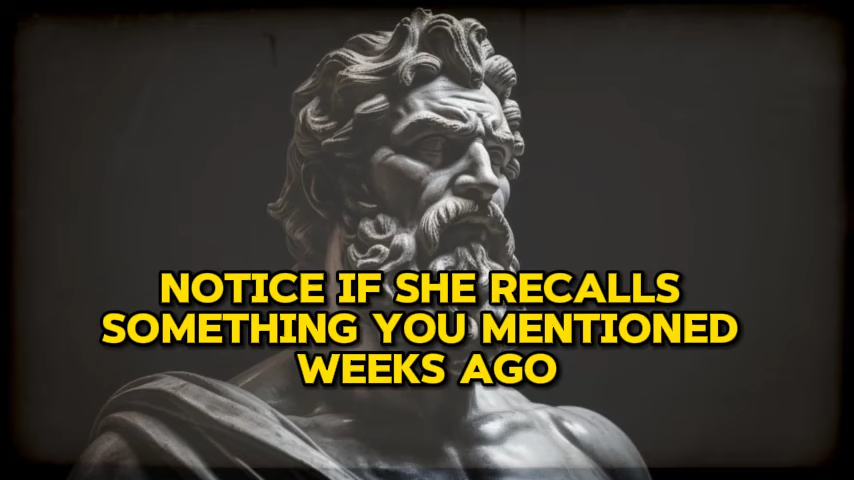 NOTICE IF SHE RECALLS
SOMETHING YOU MENTIONED
WEEKS AGO